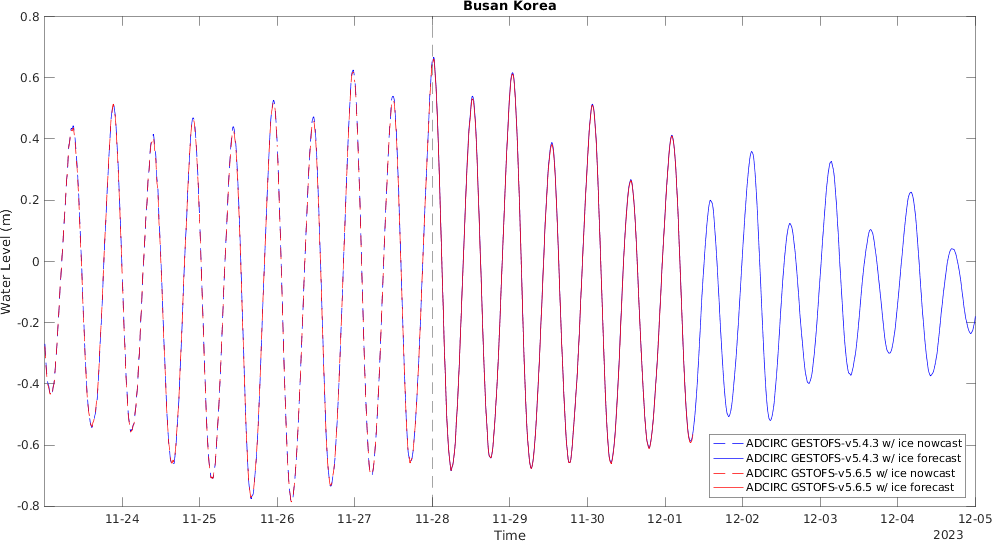 Busan Korea
0.8
0.6
0.4
0.2
0
-0.2
-0.4
-0.6
-0.8
Water Level (m)
ADCIRC GESTOFS-v5.4.3 w/ ice nowcast
ADCIRC GESTOFS-v5.4.3 w/ ice forecast
ADCIRC GSTOFS-v5.6.5 w/ ice nowcast
ADCIRC GSTOFS-v5.6.5 w/ ice forecast
11-24 11-25 11-26 11-27 11-28 11-29 11-30 12-01 12-02 12-03 12-04 12-05
Time
2023